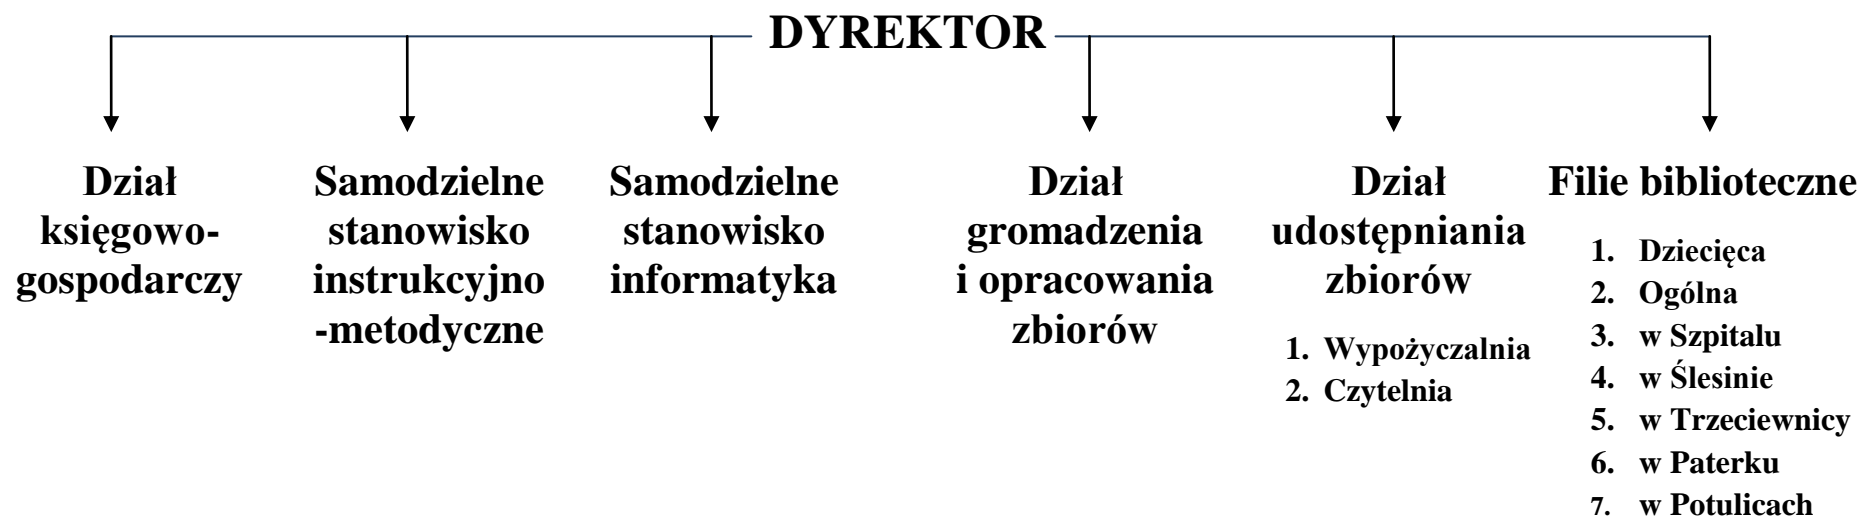 DYREKTOR
Dział
księgowo-
gospodarczy
Samodzielne
stanowisko
instrukcyjno
-metodyczne
Samodzielne
stanowisko
informatyka
Dział
gromadzenia
i opracowania
zbiorów
Dział
udostępniania
zbiorów
1. Wypożyczalnia
2. Czytelnia
Filie biblioteczne
1. Dziecięca
2. Ogólna
3. w Szpitalu
4. w Ślesinie
5. w Trzeciewnicy
6. w Paterku
7. w Potulicach